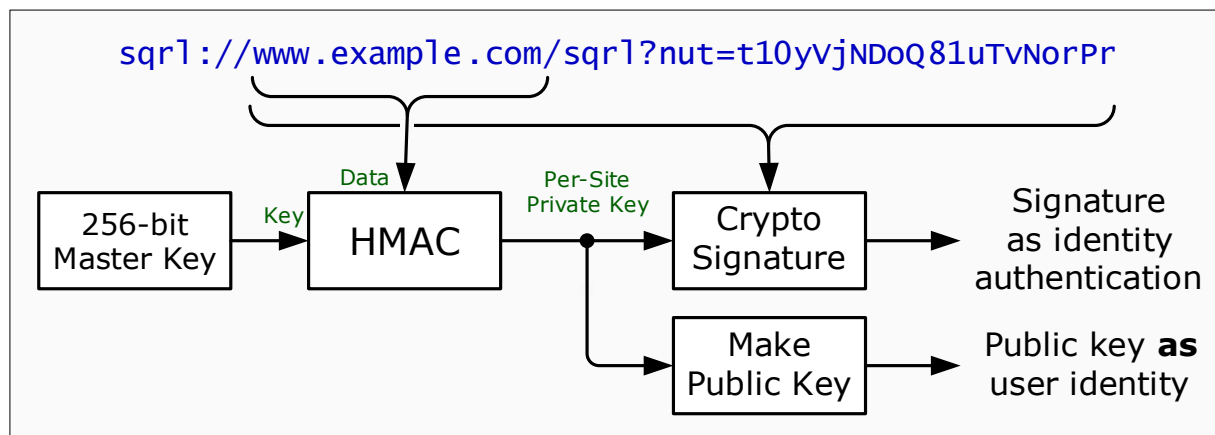 sqrl://www.example.com/sqrl?nut=t1OyVjNDoQ81uTvNorPr
Data
Per-Site
Private Key
Key
256-bit
Master Key
HMAC
Crypto
Signature
Signature
as identity
authentication
Make
Public Key
Public key as
user identity